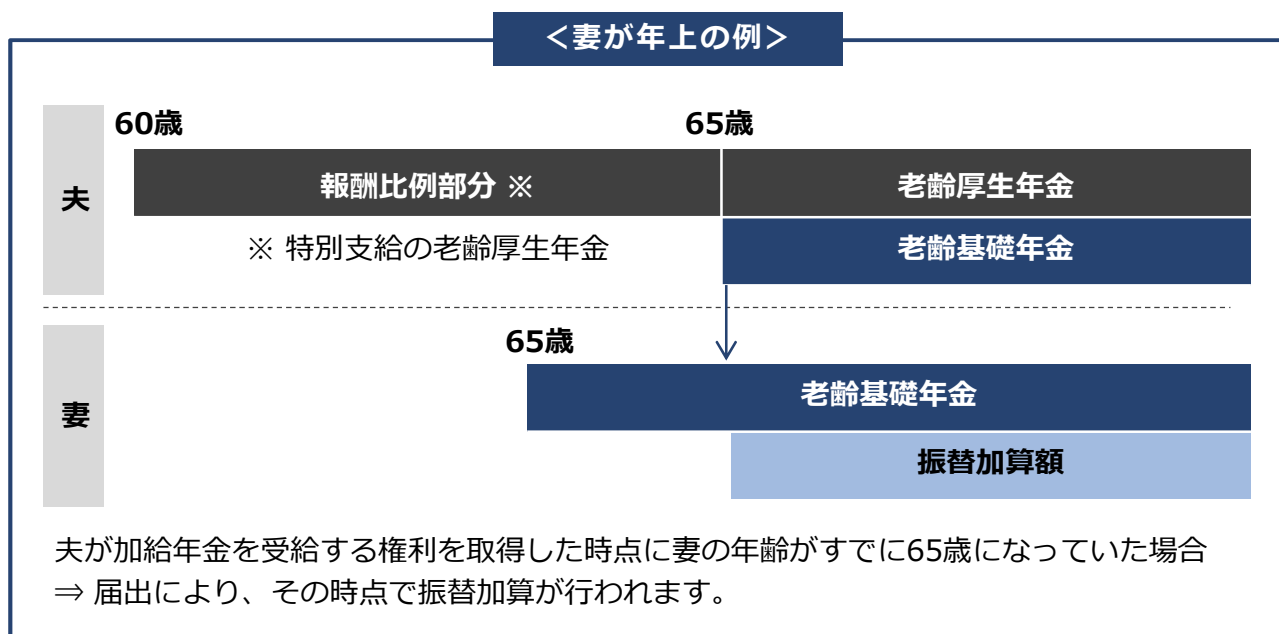 ＜妻が年上の例＞
60歳
65歳
夫
報酬比例部分 ※
老齢厚生年金
※ 特別支給の老齢厚生年金
老齢基礎年金
65歳
妻
老齢基礎年金
振替加算額
夫が加給年金を受給する権利を取得した時点に妻の年齢がすでに65歳になっていた場合
⇒ 届出により、その時点で振替加算が行われます。